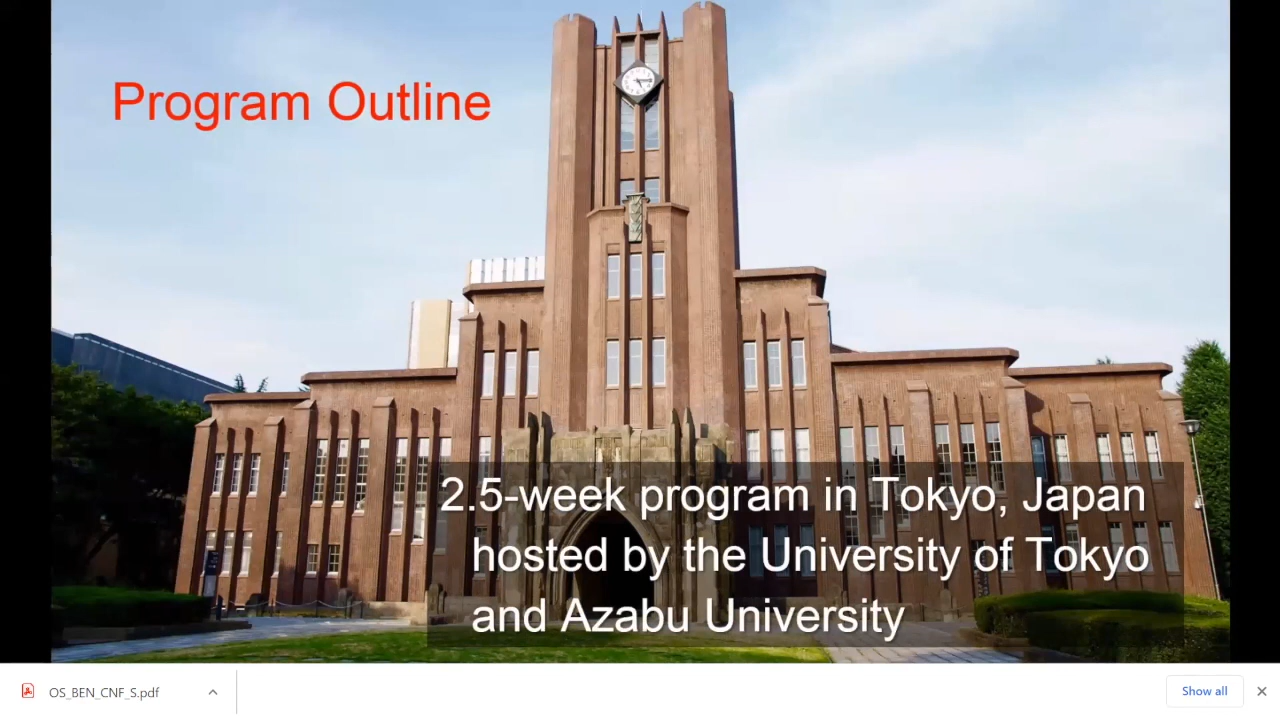 Program Outline
2.5-week program in Tokyo, Japan
hosted by the University of Tokyo
and Azabu University
OS_BEN_CNF_S.pdf
Show all